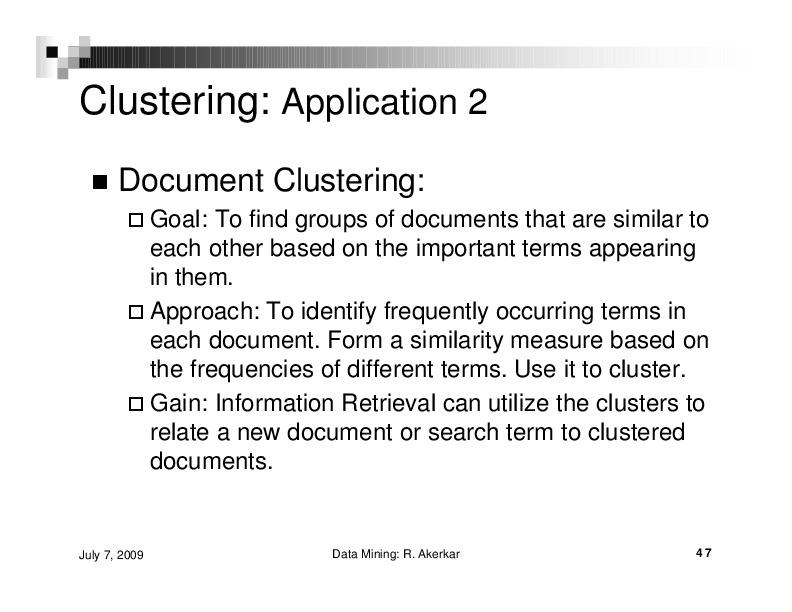 Clustering: Application 2
Document Clustering:
Goal: To find groups of documents that are similar to
each other based on the important terms appearing
in them.
Approach: To identify frequently occurring terms in
each document. Form a similarity measure based on
the frequencies of different terms. Use it to cluster.
Gain: Information Retrieval can utilize the clusters to
relate a new document or search term to clustered
documents.
July 7, 2009 Data Mining: R. Akerkar 47